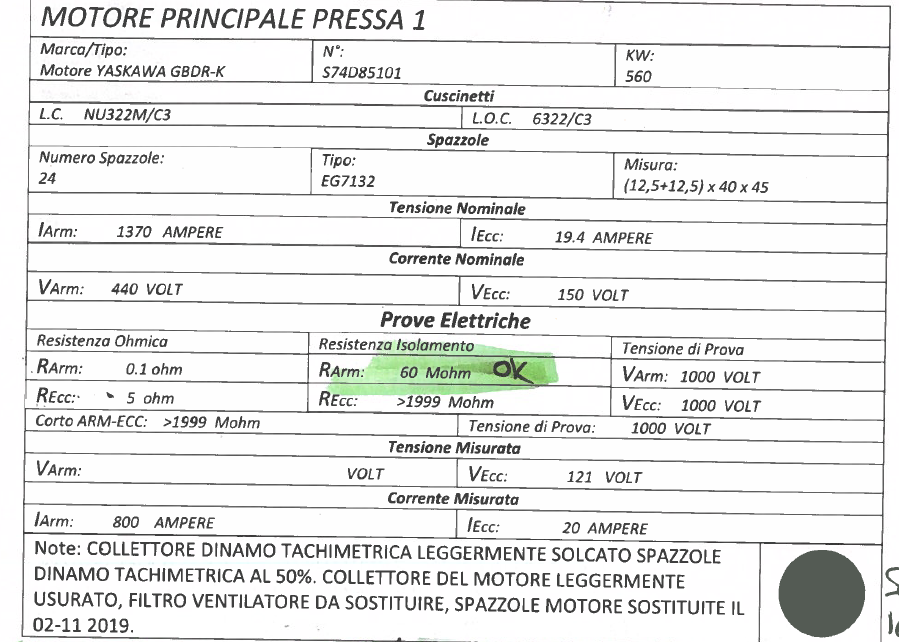 MOTORE PRINCIPALE PRESSA 1
Marca/Tipo: N°: KW:
Motore YASKAWA GBDR-K S74D85101 560
Cuscinetti
L.C. NU322M/C3 L.O.C. 6322/C3
Spazzole
Numero Spazzole: Tipo: Misura:
24 EG7132 (12,5+12,5) x 40 x 45
Tensione Nominale
IArm: 1370 AMPERE IEcc: 19.4 AMPERE
Corrente Nominale
VArm: 440 VOLT VEcc: 150 VOLT
Prove Elettriche
Resistenza Ohmica Resistenza Isolamento Tensione di Prova
RArm: 0.1 ohm RArm: 60 Mohm OK VArm: 1000 VOLT
REcc: 5 ohm REcc: >1999 Mohm VEcc: 1000 VOLT
Corto ARM-ECC: >1999 Mohm Tensione di Prova: 1000 VOLT
Tensione Misurata
VArm: VOLT VEcc: 121 VOLT
Corrente Misurata
IArm: 800 AMPERE IEcc: 20 AMPERE
Note: COLLETTORE DINAMO TACHIMETRICA LEGGERMENTE SOLCATO SPAZZOLE
DINAMO TACHIMETRICA AL 50%. COLLETTORE DEL MOTORE LEGGERMENTE
USURATO, FILTRO VENTILATORE DA SOSTITUIRE, SPAZZOLE MOTORE SOSTITUITE IL
02-11 2019.